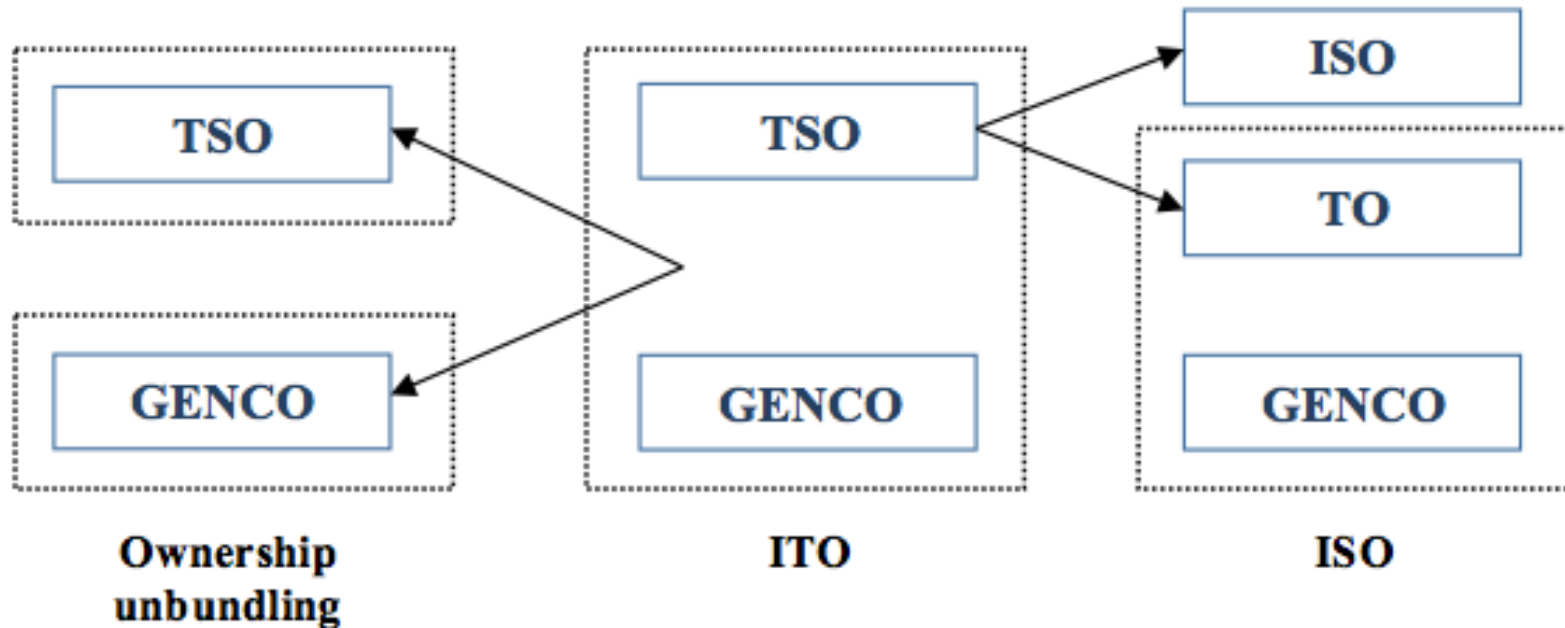 TSO
GENCO
Ownership
unbundling
TSO
GENCO
ITO
ISO
TO
GENCO
ISO